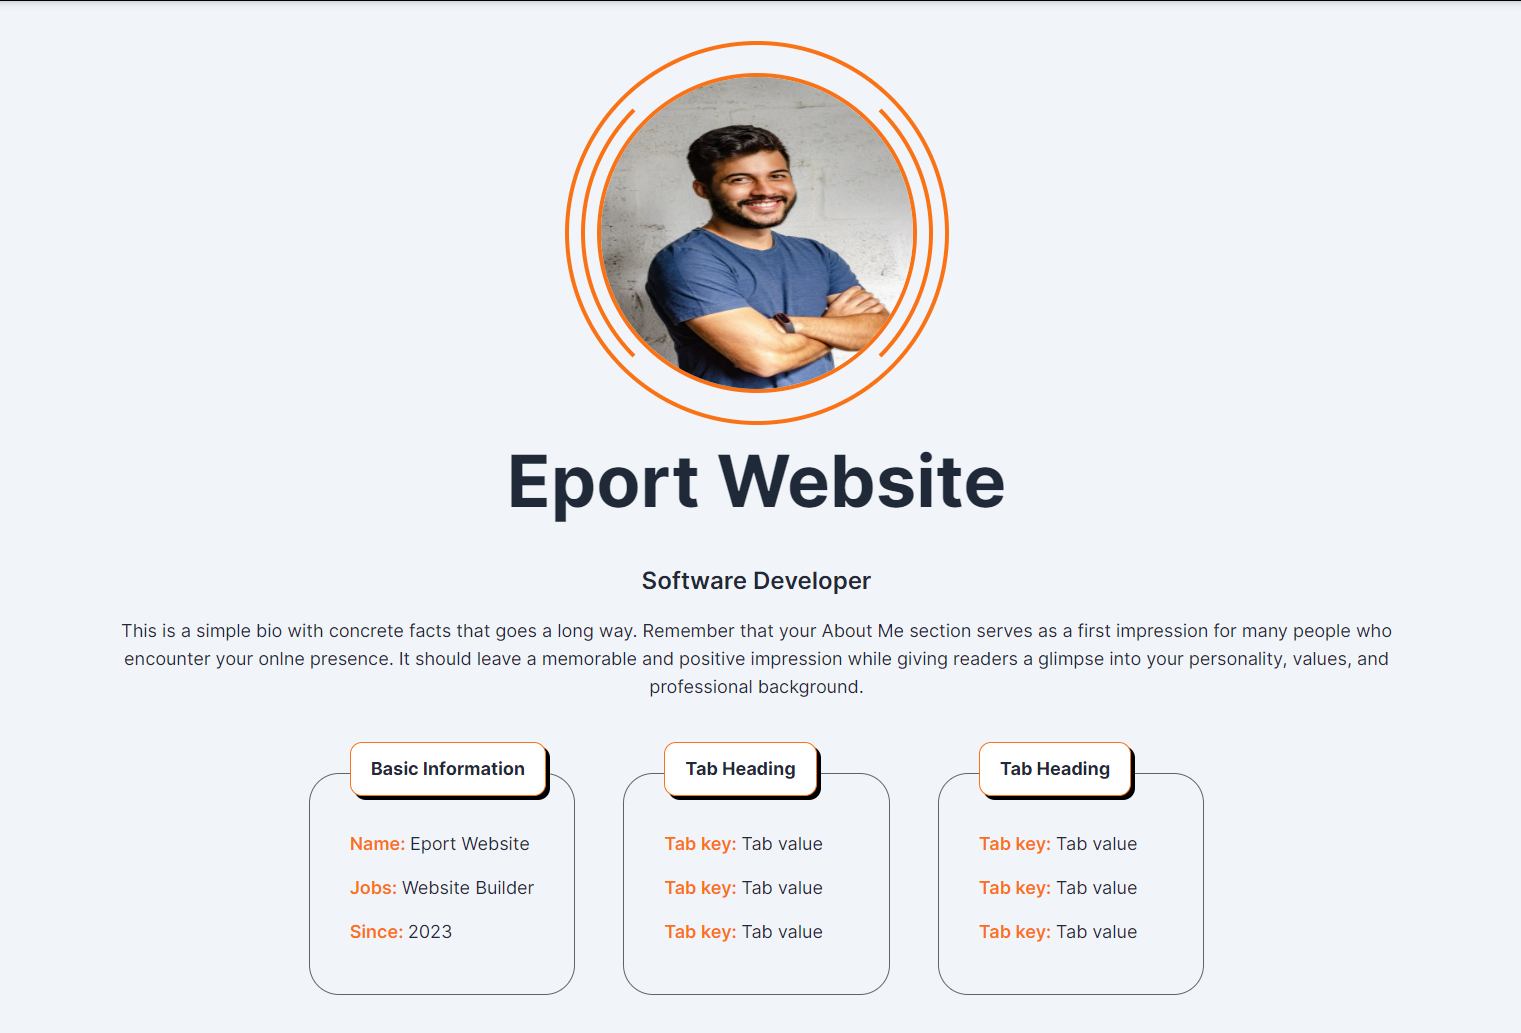 Eport Website
Software Developer
This is a simple bio with concrete facts that goes a long way. Remember that your About Me section serves as a first impression for many people who
encounter your onlne presence. It should leave a memorable and positive impression while giving readers a glimpse into your personality, values, and
professional background.
Basic Information
Name: Eport Website
Jobs: Website Builder
Since: 2023
Tab Heading
Tab key: Tab value
Tab key: Tab value
Tab key: Tab value
Tab Heading
Tab key: Tab value
Tab key: Tab value
Tab key: Tab value